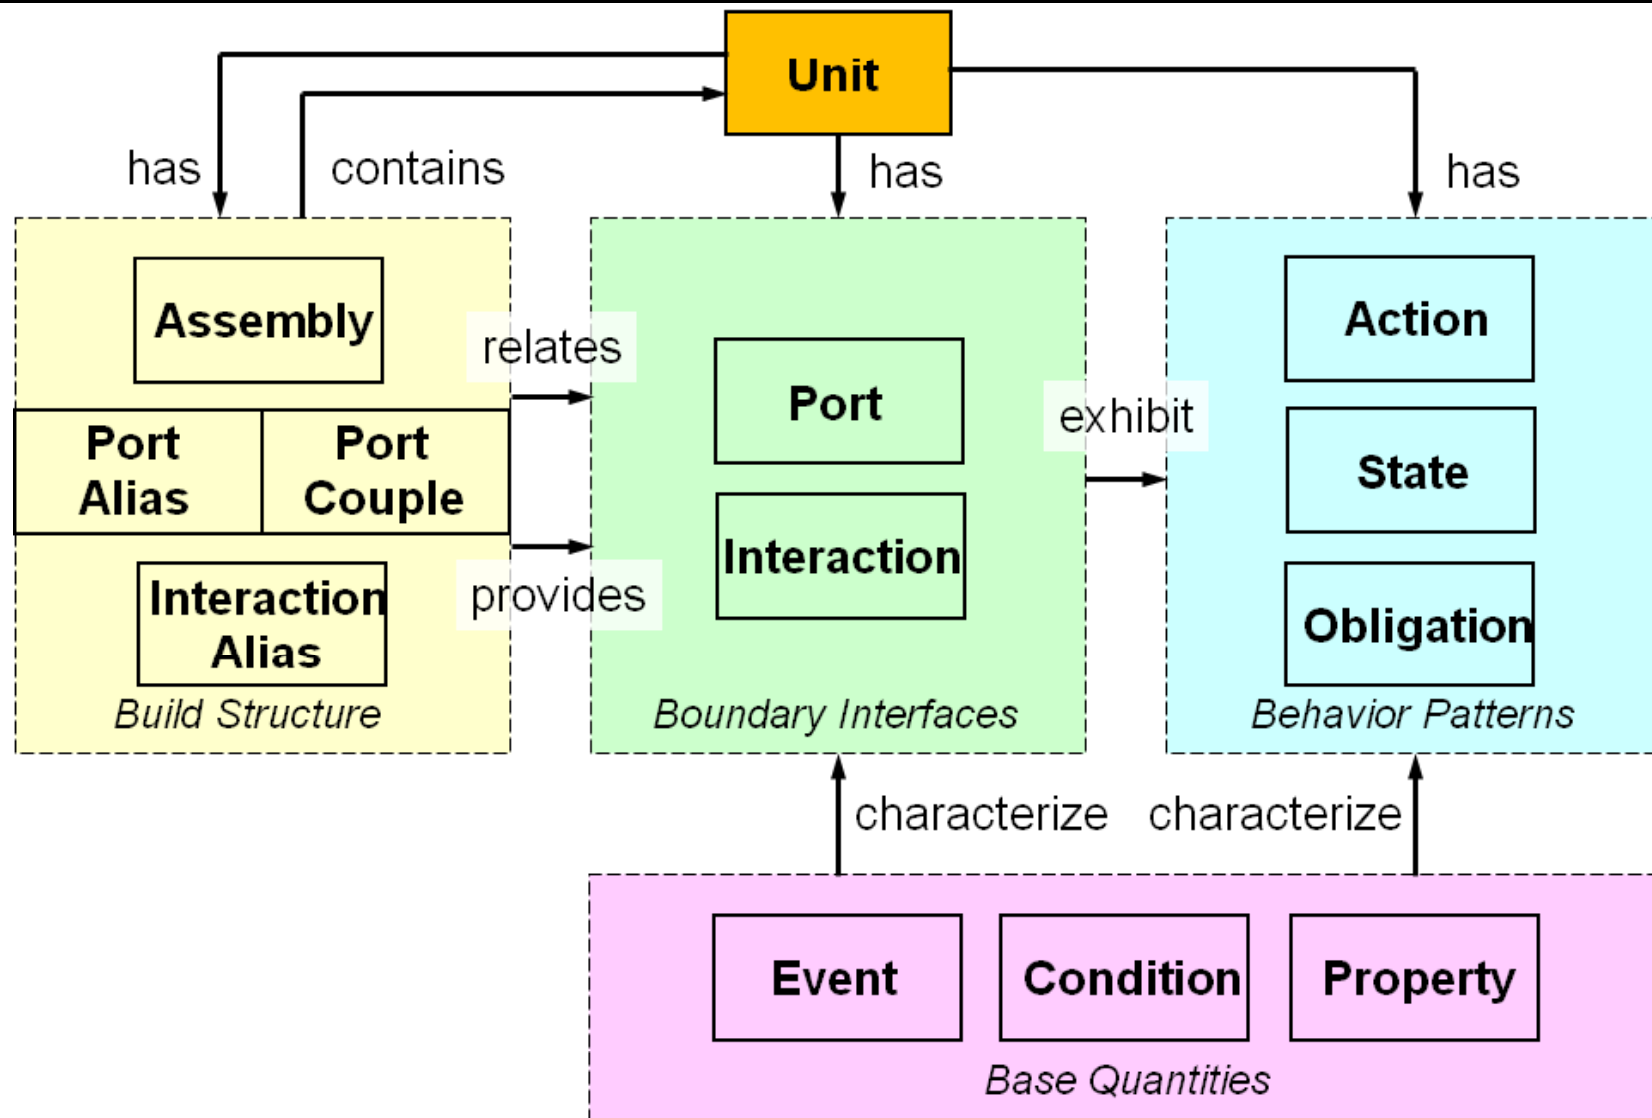 Unit
has
contains
has
has
Assembly
Port
Alias
Port
Couple
Interaction
Alias
Build Structure
relates
provides
Port
Interaction
Boundary Interfaces
exhibit
Action
State
Obligation
Behavior Patterns
characterize
characterize
Event
Condition
Property
Base Quantities